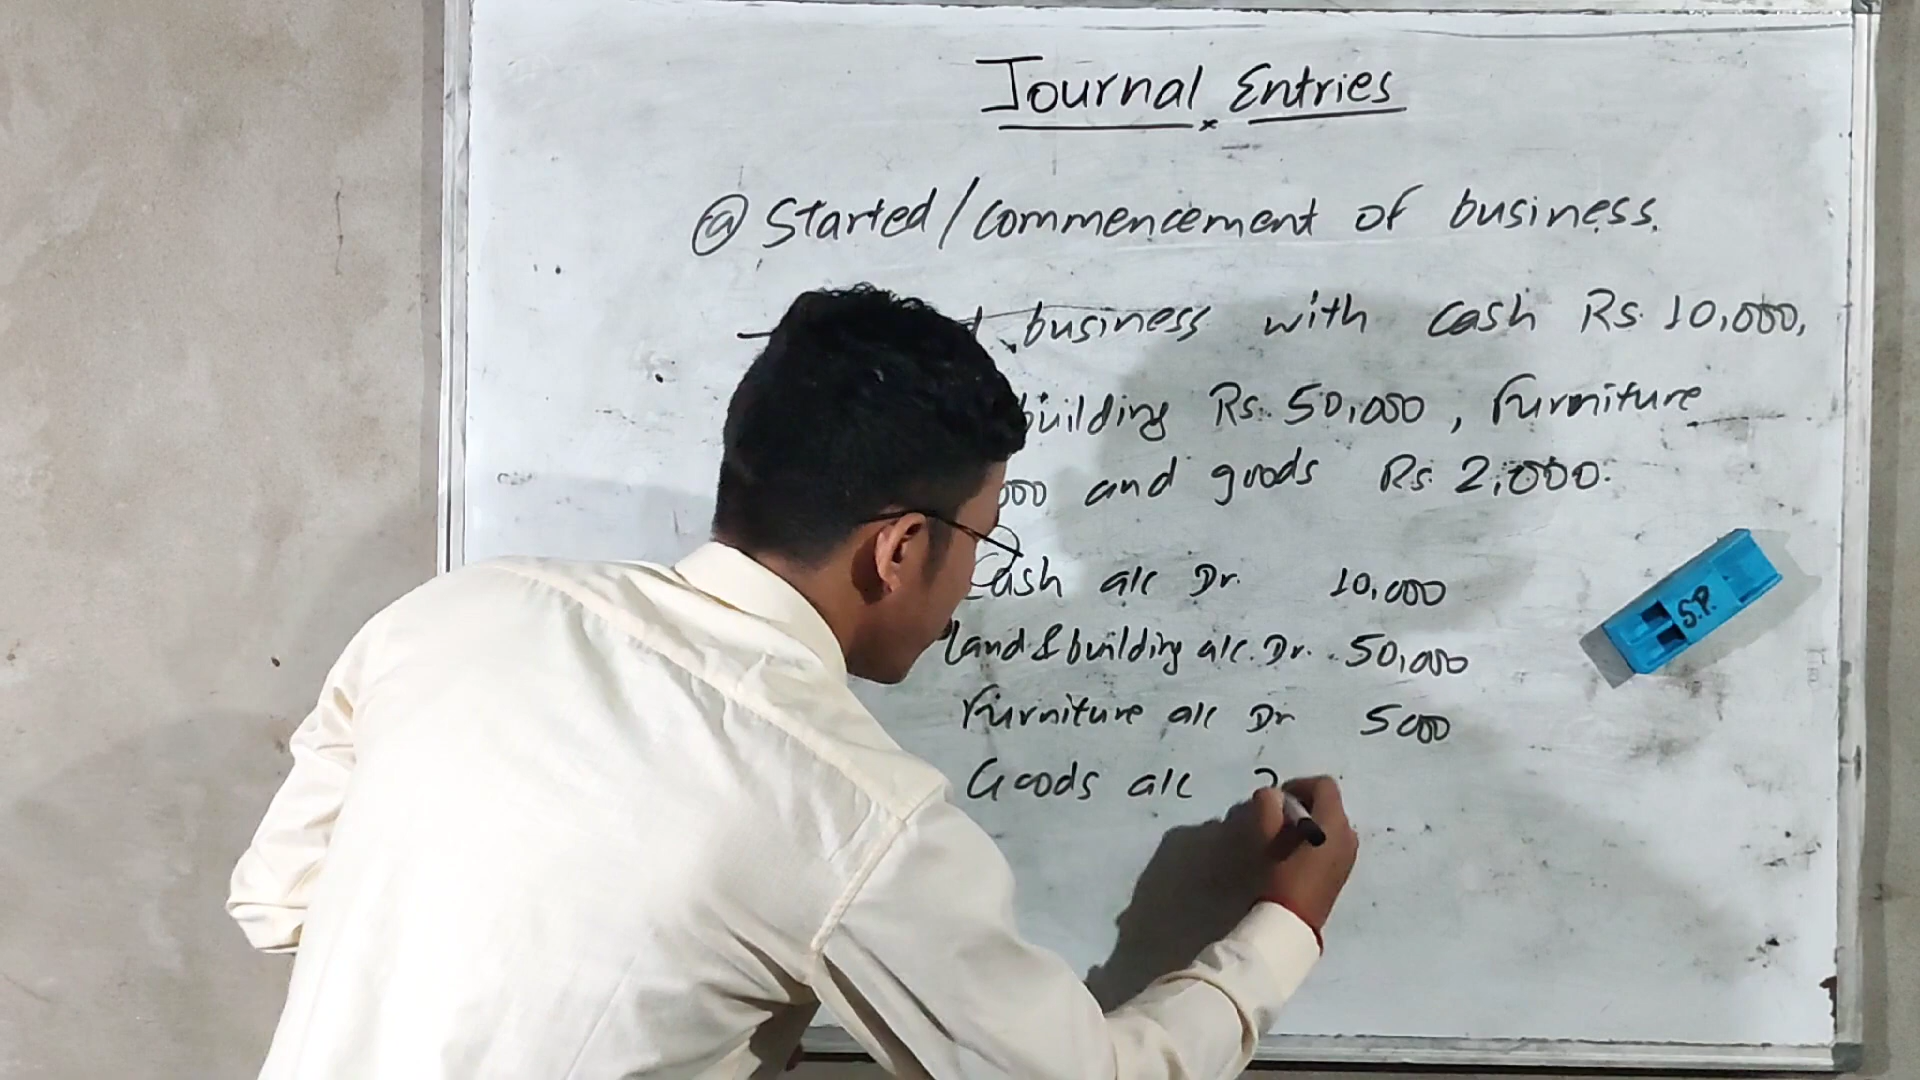 Journal Entries
(a) Started/commencement of business.
business with cash Rs. 10,000,
building Rs. 50,000, furniture
000 and goods Rs. 2,000.
Cash a/c Dr. 10,000
Land & building a/c. Dr. 50,000
Furniture a/c Dr 5000
Goods a/c
S.P.